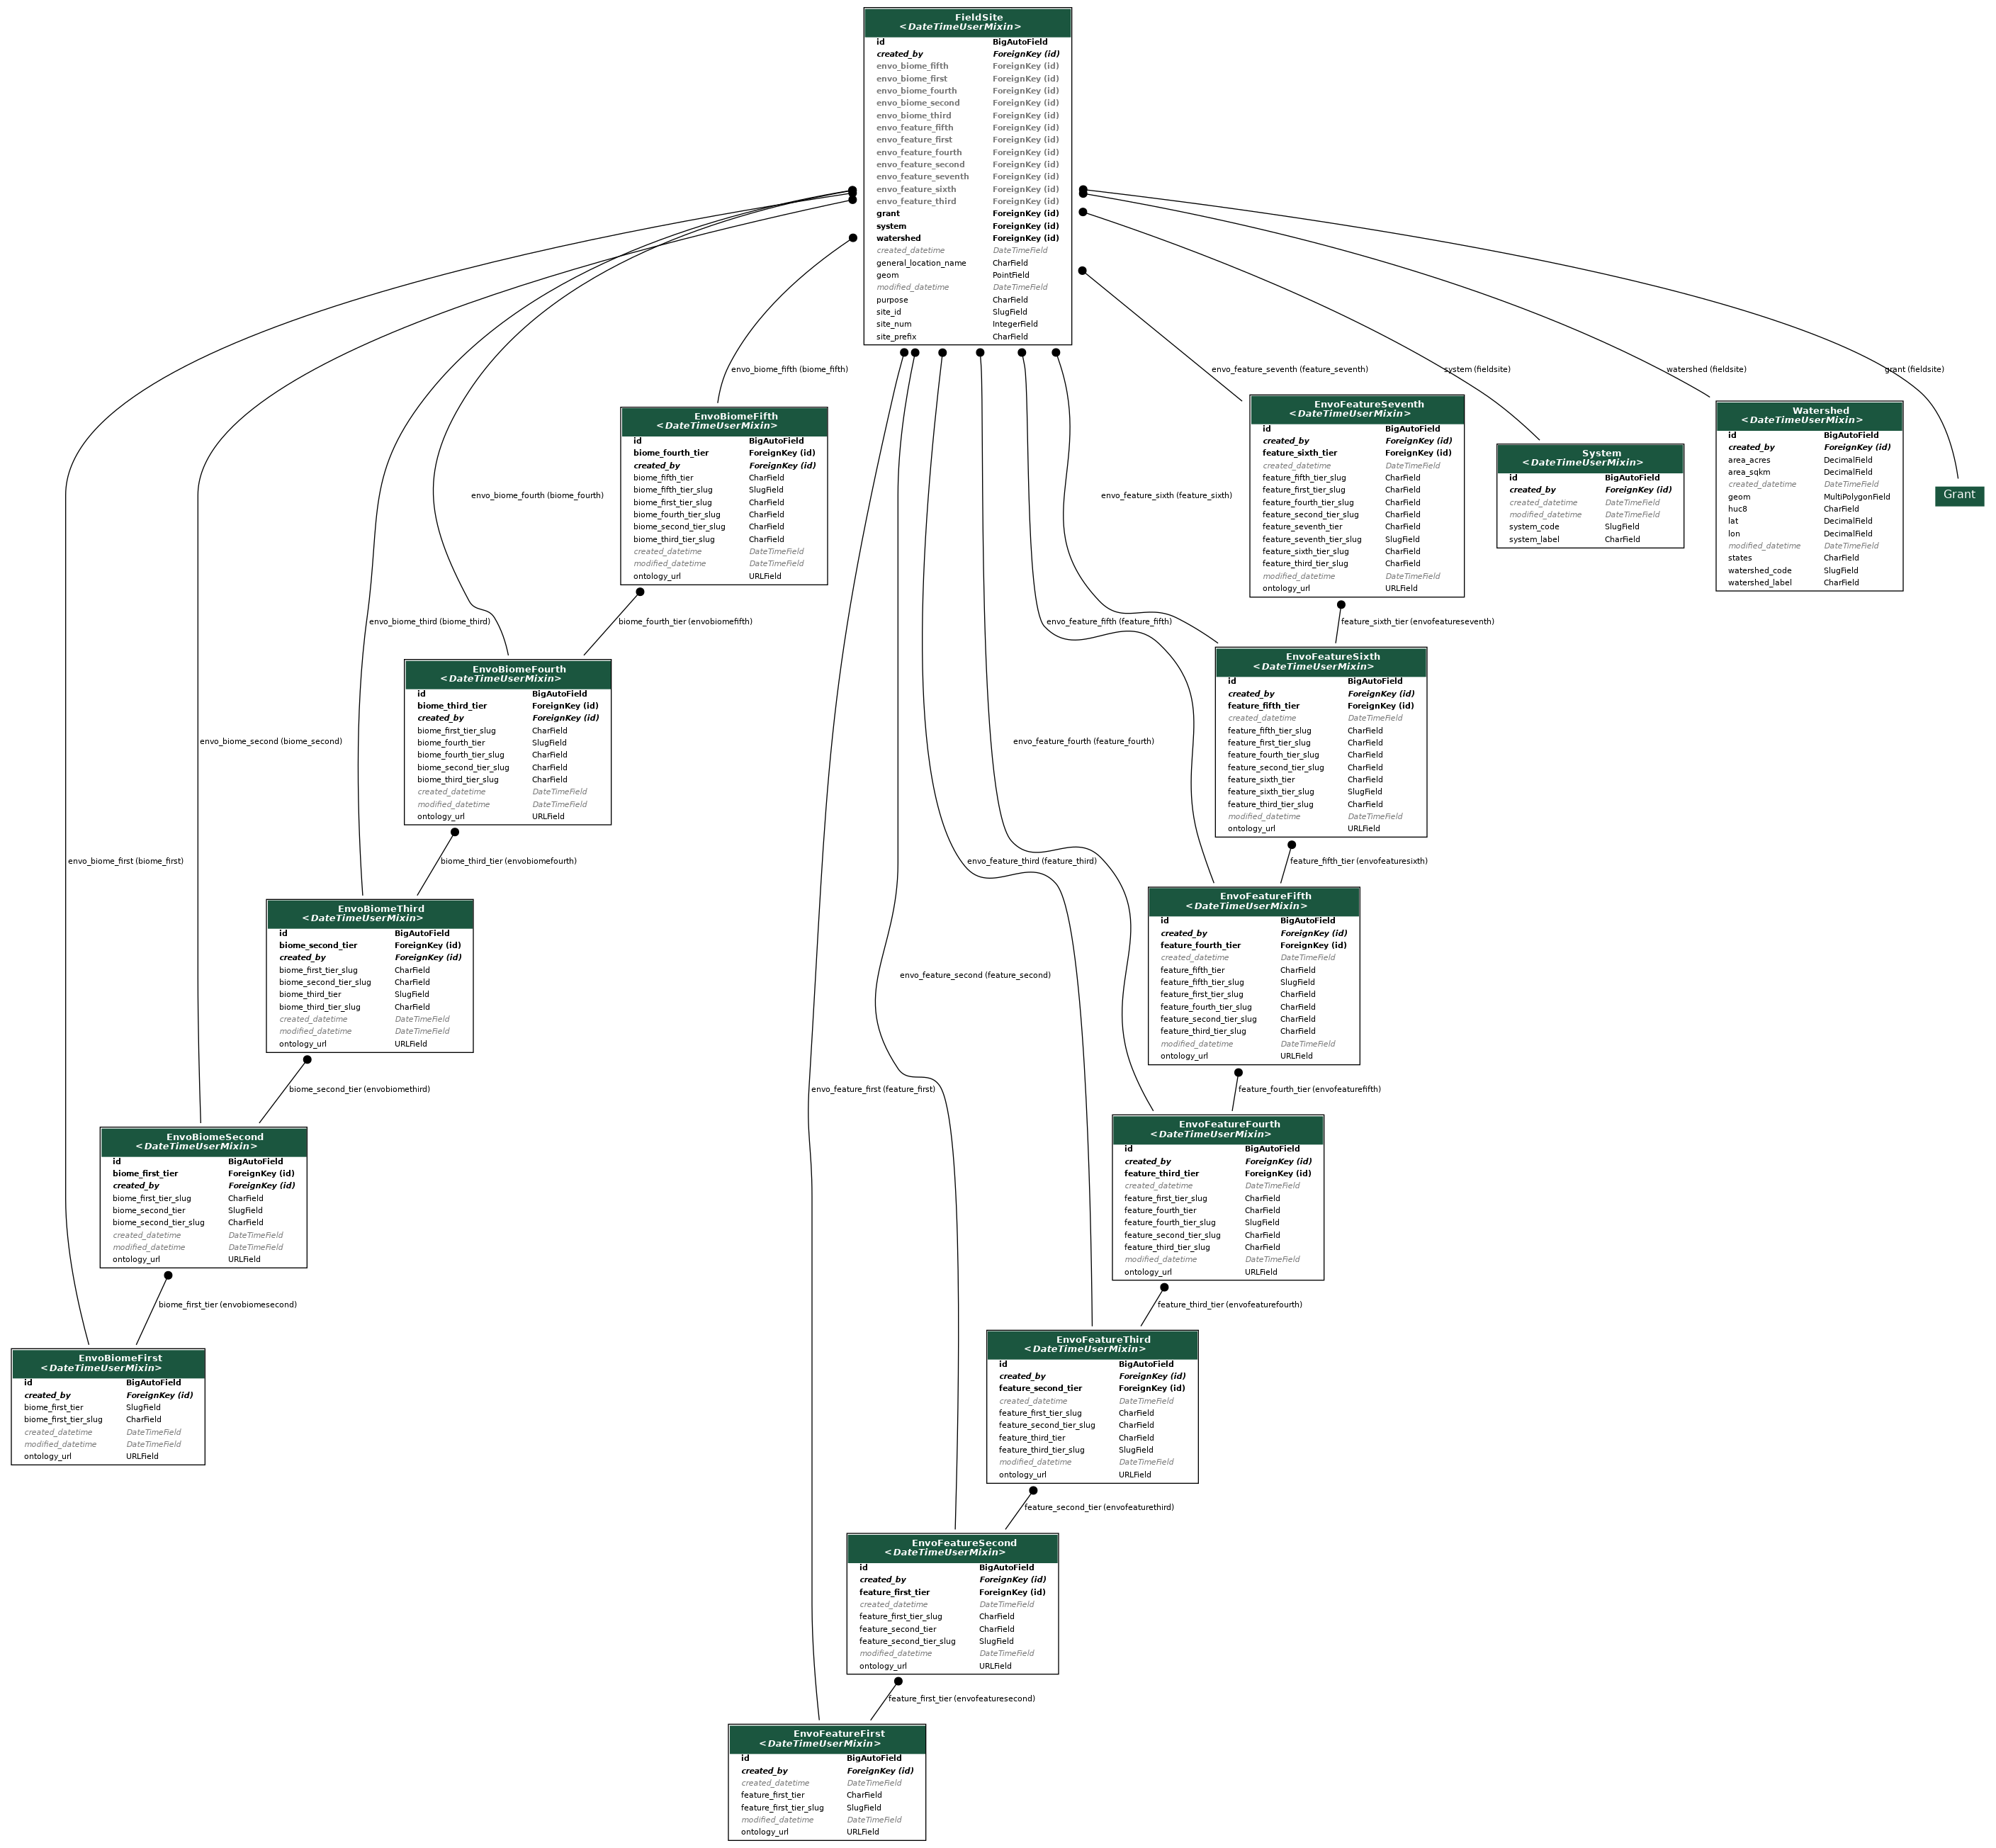 FieldSite
<DateTimeUserMixin>
id BigAutoField
created_by ForeignKey (id)
envo_biome_fifth ForeignKey (id)
envo_biome_first ForeignKey (id)
envo_biome_fourth ForeignKey (id)
envo_biome_second ForeignKey (id)
envo_biome_third ForeignKey (id)
envo_feature_fifth ForeignKey (id)
envo_feature_first ForeignKey (id)
envo_feature_fourth ForeignKey (id)
envo_feature_second ForeignKey (id)
envo_feature_seventh ForeignKey (id)
envo_feature_sixth ForeignKey (id)
envo_feature_third ForeignKey (id)
grant ForeignKey (id)
system ForeignKey (id)
watershed ForeignKey (id)
created_datetime DateTimeField
general_location_name CharField
geom PointField
modified_datetime DateTimeField
purpose CharField
site_id SlugField
site_num IntegerField
site_prefix CharField
envo_biome_fifth (biome_fifth)
envo_feature_seventh (feature_seventh)
system (fieldsite)
watershed (fieldsite)
grant (fieldsite)
EnvoBiomeFifth
<DateTimeUserMixin>
id BigAutoField
biome_fourth_tier ForeignKey (id)
created_by ForeignKey (id)
biome_fifth_tier CharField
biome_fifth_tier_slug SlugField
biome_first_tier_slug CharField
biome_fourth_tier_slug CharField
biome_second_tier_slug CharField
biome_third_tier_slug CharField
created_datetime DateTimeField
modified_datetime DateTimeField
ontology_url URLField
EnvoFeatureSeventh
<DateTimeUserMixin>
id BigAutoField
created_by ForeignKey (id)
feature_sixth_tier ForeignKey (id)
created_datetime DateTimeField
feature_fifth_tier_slug CharField
feature_first_tier_slug CharField
feature_fourth_tier_slug CharField
feature_second_tier_slug CharField
feature_seventh_tier CharField
feature_seventh_tier_slug SlugField
feature_sixth_tier_slug CharField
feature_third_tier_slug CharField
modified_datetime DateTimeField
ontology_url URLField
System
<DateTimeUserMixin>
id BigAutoField
created_by ForeignKey (id)
created_datetime DateTimeField
modified_datetime DateTimeField
system_code SlugField
system_label CharField
Watershed
<DateTimeUserMixin>
id BigAutoField
created_by ForeignKey (id)
area_acres DecimalField
area_sqkm DecimalField
created_datetime DateTimeField
geom MultiPolygonField
huc8 CharField
lat DecimalField
lon DecimalField
modified_datetime DateTimeField
states CharField
watershed_code SlugField
watershed_label CharField
Grant
envo_biome_fourth (biome_fourth)
envo_feature_sixth (feature_sixth)
envo_biome_third (biome_third)
biome_fourth_tier (envobiomefifth)
envo_feature_fifth (feature_fifth)
feature_sixth_tier (envofeatureseventh)
EnvoBiomeFourth
<DateTimeUserMixin>
id BigAutoField
biome_third_tier ForeignKey (id)
created_by ForeignKey (id)
biome_first_tier_slug CharField
biome_fourth_tier SlugField
biome_fourth_tier_slug CharField
biome_second_tier_slug CharField
biome_third_tier_slug CharField
created_datetime DateTimeField
modified_datetime DateTimeField
ontology_url URLField
EnvoFeatureSixth
<DateTimeUserMixin>
id BigAutoField
created_by ForeignKey (id)
feature_fifth_tier ForeignKey (id)
created_datetime DateTimeField
feature_fifth_tier_slug CharField
feature_first_tier_slug CharField
feature_fourth_tier_slug CharField
feature_second_tier_slug CharField
feature_sixth_tier CharField
feature_sixth_tier_slug SlugField
feature_third_tier_slug CharField
modified_datetime DateTimeField
ontology_url URLField
envo_biome_second (biome_second)
envo_feature_fourth (feature_fourth)
envo_biome_first (biome_first)
biome_third_tier (envobiomefourth)
envo_feature_third (feature_third)
feature_fifth_tier (envofeaturesixth)
EnvoBiomeThird
<DateTimeUserMixin>
id BigAutoField
biome_second_tier ForeignKey (id)
created_by ForeignKey (id)
biome_first_tier_slug CharField
biome_second_tier_slug CharField
biome_third_tier SlugField
biome_third_tier_slug CharField
created_datetime DateTimeField
modified_datetime DateTimeField
ontology_url URLField
EnvoFeatureFifth
<DateTimeUserMixin>
id BigAutoField
created_by ForeignKey (id)
feature_fourth_tier ForeignKey (id)
created_datetime DateTimeField
feature_fifth_tier CharField
feature_fifth_tier_slug SlugField
feature_first_tier_slug CharField
feature_fourth_tier_slug CharField
feature_second_tier_slug CharField
feature_third_tier_slug CharField
modified_datetime DateTimeField
ontology_url URLField
envo_feature_second (feature_second)
biome_second_tier (envobiomethird)
envo_feature_first (feature_first)
feature_fourth_tier (envofeaturefifth)
EnvoBiomeSecond
<DateTimeUserMixin>
id BigAutoField
biome_first_tier ForeignKey (id)
created_by ForeignKey (id)
biome_first_tier_slug CharField
biome_second_tier SlugField
biome_second_tier_slug CharField
created_datetime DateTimeField
modified_datetime DateTimeField
ontology_url URLField
EnvoFeatureFourth
<DateTimeUserMixin>
id BigAutoField
created_by ForeignKey (id)
feature_third_tier ForeignKey (id)
created_datetime DateTimeField
feature_first_tier_slug CharField
feature_fourth_tier CharField
feature_fourth_tier_slug SlugField
feature_second_tier_slug CharField
feature_third_tier_slug CharField
modified_datetime DateTimeField
ontology_url URLField
biome_first_tier (envobiomesecond)
feature_third_tier (envofeaturefourth)
EnvoBiomeFirst
<DateTimeUserMixin>
id BigAutoField
created_by ForeignKey (id)
biome_first_tier SlugField
biome_first_tier_slug CharField
created_datetime DateTimeField
modified_datetime DateTimeField
ontology_url URLField
EnvoFeatureThird
<DateTimeUserMixin>
id BigAutoField
created_by ForeignKey (id)
feature_second_tier ForeignKey (id)
created_datetime DateTimeField
feature_first_tier_slug CharField
feature_second_tier_slug CharField
feature_third_tier CharField
feature_third_tier_slug SlugField
modified_datetime DateTimeField
ontology_url URLField
feature_second_tier (envofeaturethird)
EnvoFeatureSecond
<DateTimeUserMixin>
id BigAutoField
created_by ForeignKey (id)
feature_first_tier ForeignKey (id)
created_datetime DateTimeField
feature_first_tier_slug CharField
feature_second_tier CharField
feature_second_tier_slug SlugField
modified_datetime DateTimeField
ontology_url URLField
feature_first_tier (envofeaturesecond)
EnvoFeatureFirst
<DateTimeUserMixin>
id BigAutoField
created_by ForeignKey (id)
created_datetime DateTimeField
feature_first_tier CharField
feature_first_tier_slug SlugField
modified_datetime DateTimeField
ontology_url URLField